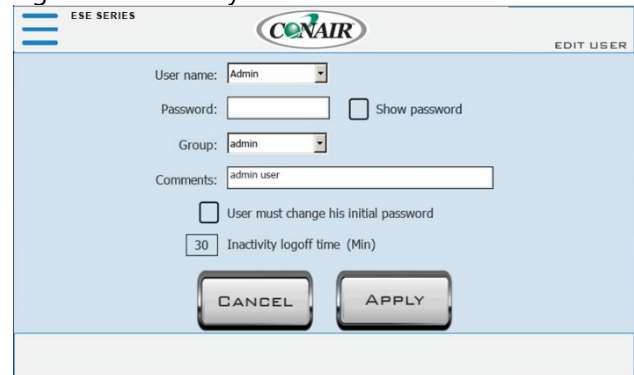 ESE SERIES
CONAIR
EDIT USER
User name: Admin
Password: Show password
Group: admin
Comments: admin user
User must change his initial password
30 Inactivity logoff time (Min)
CANCEL APPLY